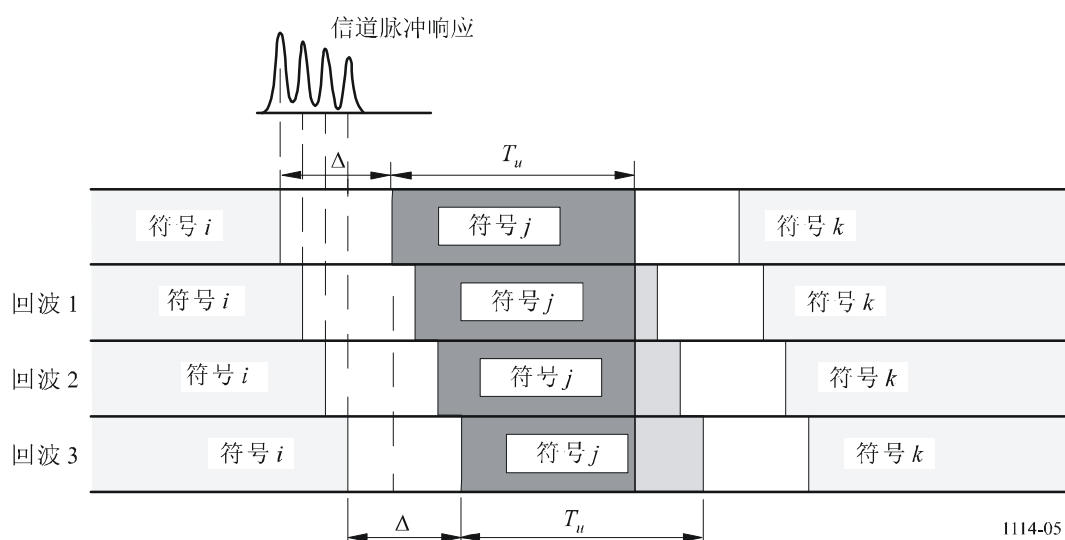 信道脉冲响应
Δ
T_u
符号 i
符号 j
符号 k
回波 1
符号 i
符号 j
符号 k
回波 2
符号 i
符号 j
符号 k
回波 3
符号 i
符号 j
符号 k
Δ
T_u
1114-05